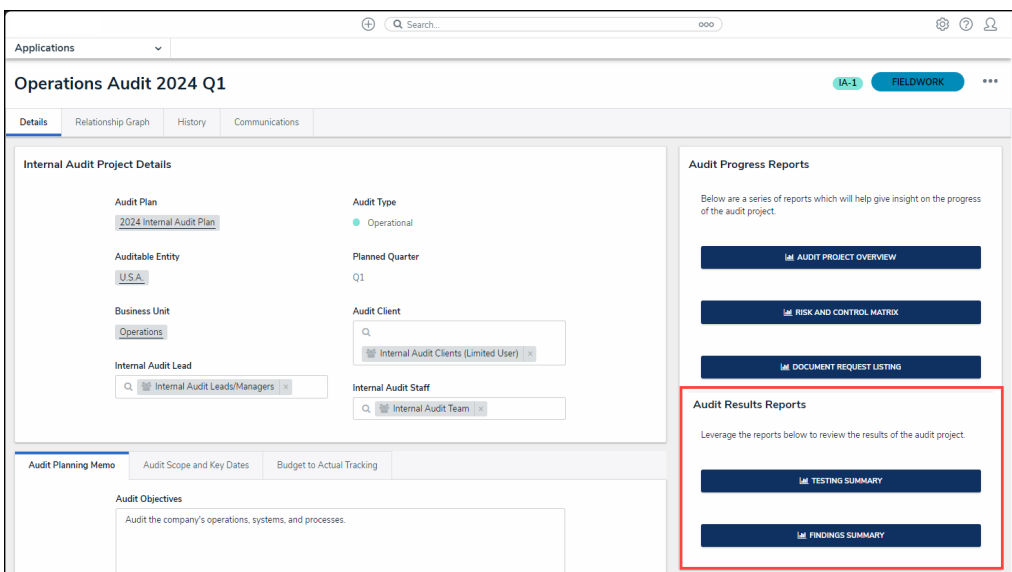 Search...
Applications
Operations Audit 2024 Q1
IA-1
FIELDWORK
Details
Relationship Graph
History
Communications
Internal Audit Project Details
Audit Plan
2024 Internal Audit Plan
Audit Type
Operational
Auditable Entity
U.S.A.
Planned Quarter
Q1
Business Unit
Operations
Audit Client
Internal Audit Clients (Limited User) ×
Internal Audit Lead
Internal Audit Leads/Managers ×
Internal Audit Staff
Internal Audit Team ×
Audit Planning Memo
Audit Scope and Key Dates
Budget to Actual Tracking
Audit Objectives
Audit the company's operations, systems, and processes.
Audit Progress Reports
Below are a series of reports which will help give insight on the progress
of the audit project.
AUDIT PROJECT OVERVIEW
RISK AND CONTROL MATRIX
DOCUMENT REQUEST LISTING
Audit Results Reports
Leverage the reports below to review the results of the audit project.
TESTING SUMMARY
FINDINGS SUMMARY